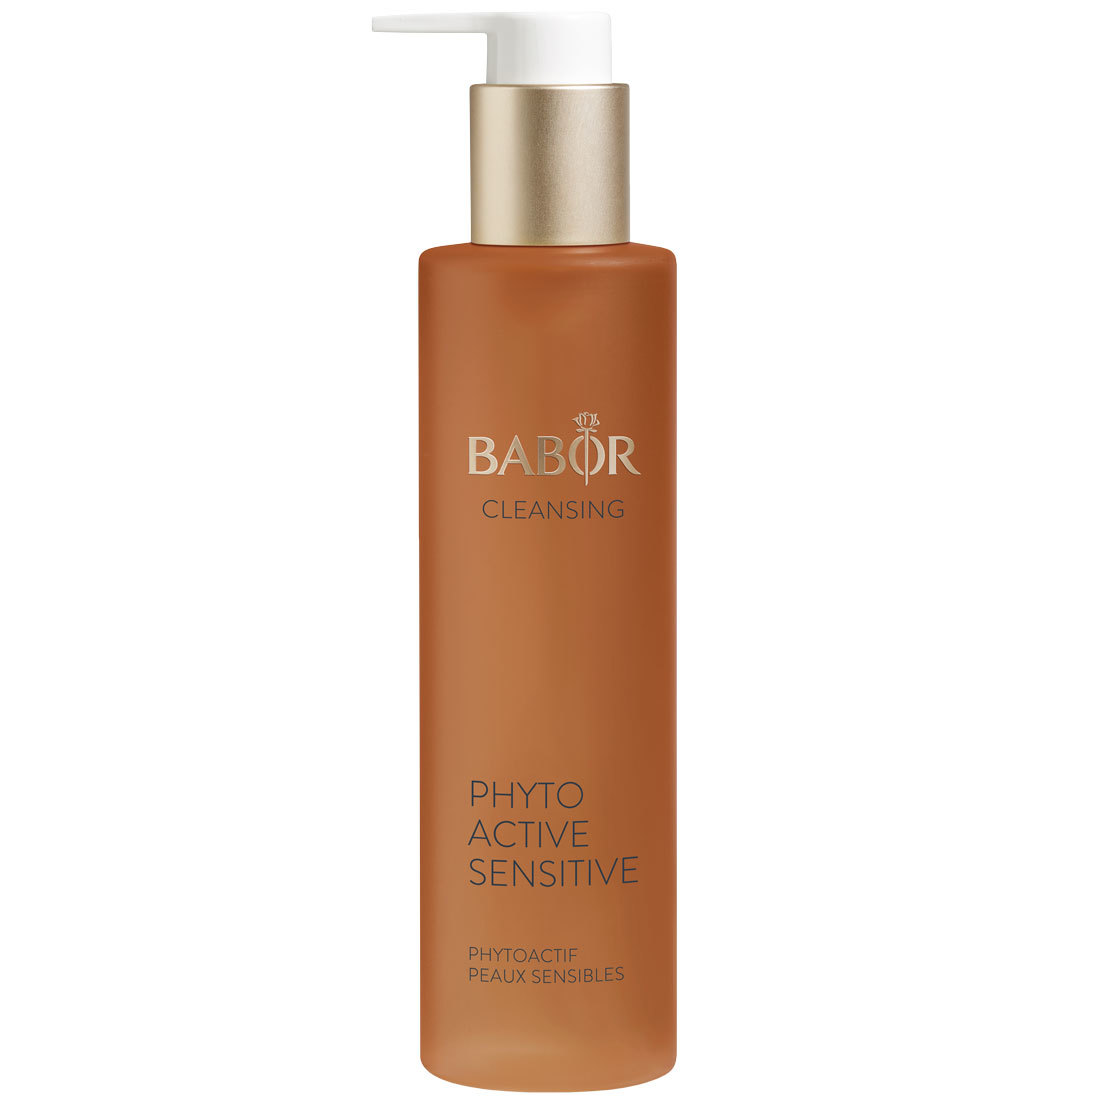 BABOR
CLEANSING
PHYTO
ACTIVE
SENSITIVE
PHYTOACTIF
PEAUX SENSIBLES